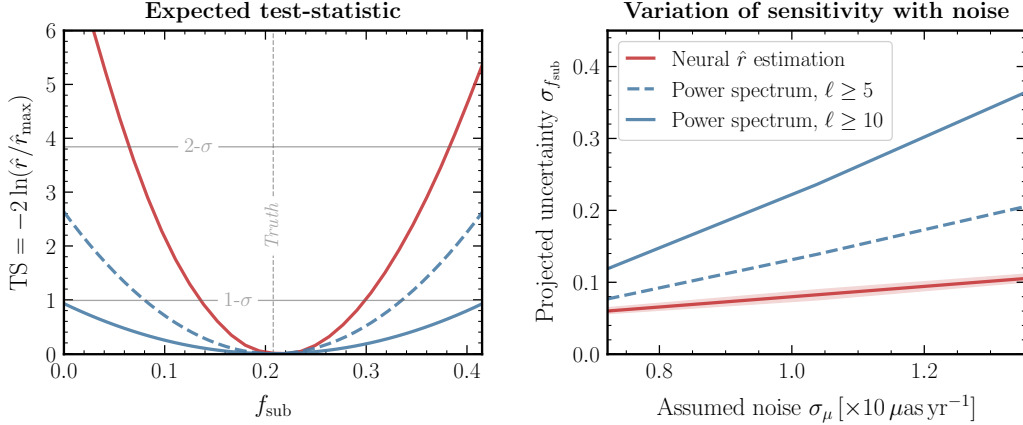 Expected test-statistic
TS = −2 ln(r̂/r̂max)
6
5
4
3
2
1
0
2-σ
1-σ
Truth
0.0
0.1
0.2
0.3
0.4
fsub
Variation of sensitivity with noise
Projected uncertainty σfsub
0.4
0.3
0.2
0.1
0.0
Neural r̂ estimation
Power spectrum, ℓ ≥ 5
Power spectrum, ℓ ≥ 10
0.8
1.0
1.2
Assumed noise σμ [×10 μas yr⁻¹]